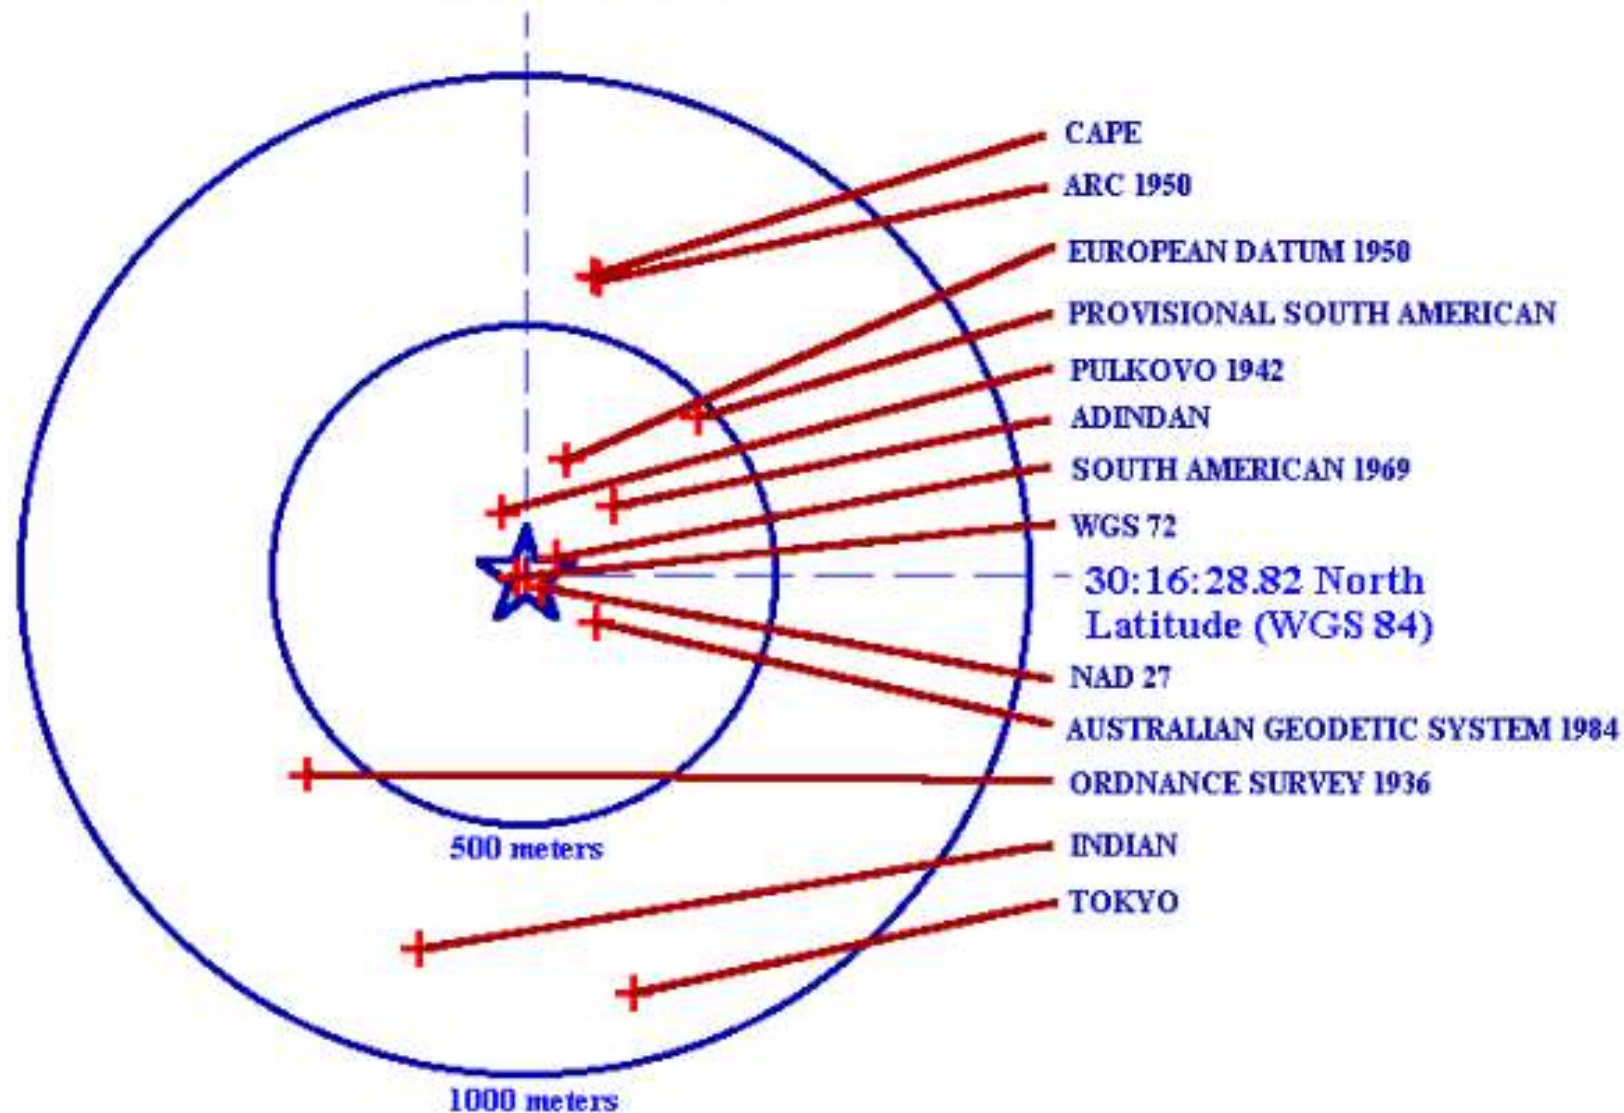 CAPE
ARC 1950
EUROPEAN DATUM 1950
PROVISIONAL SOUTH AMERICAN
PULKOVO 1942
ADINDAN
SOUTH AMERICAN 1969
WGS 72
30:16:28.82 North
Latitude (WGS 84)
NAD 27
AUSTRALIAN GEODETIC SYSTEM 1984
ORDNANCE SURVEY 1936
500 meters
INDIAN
TOKYO
1000 meters